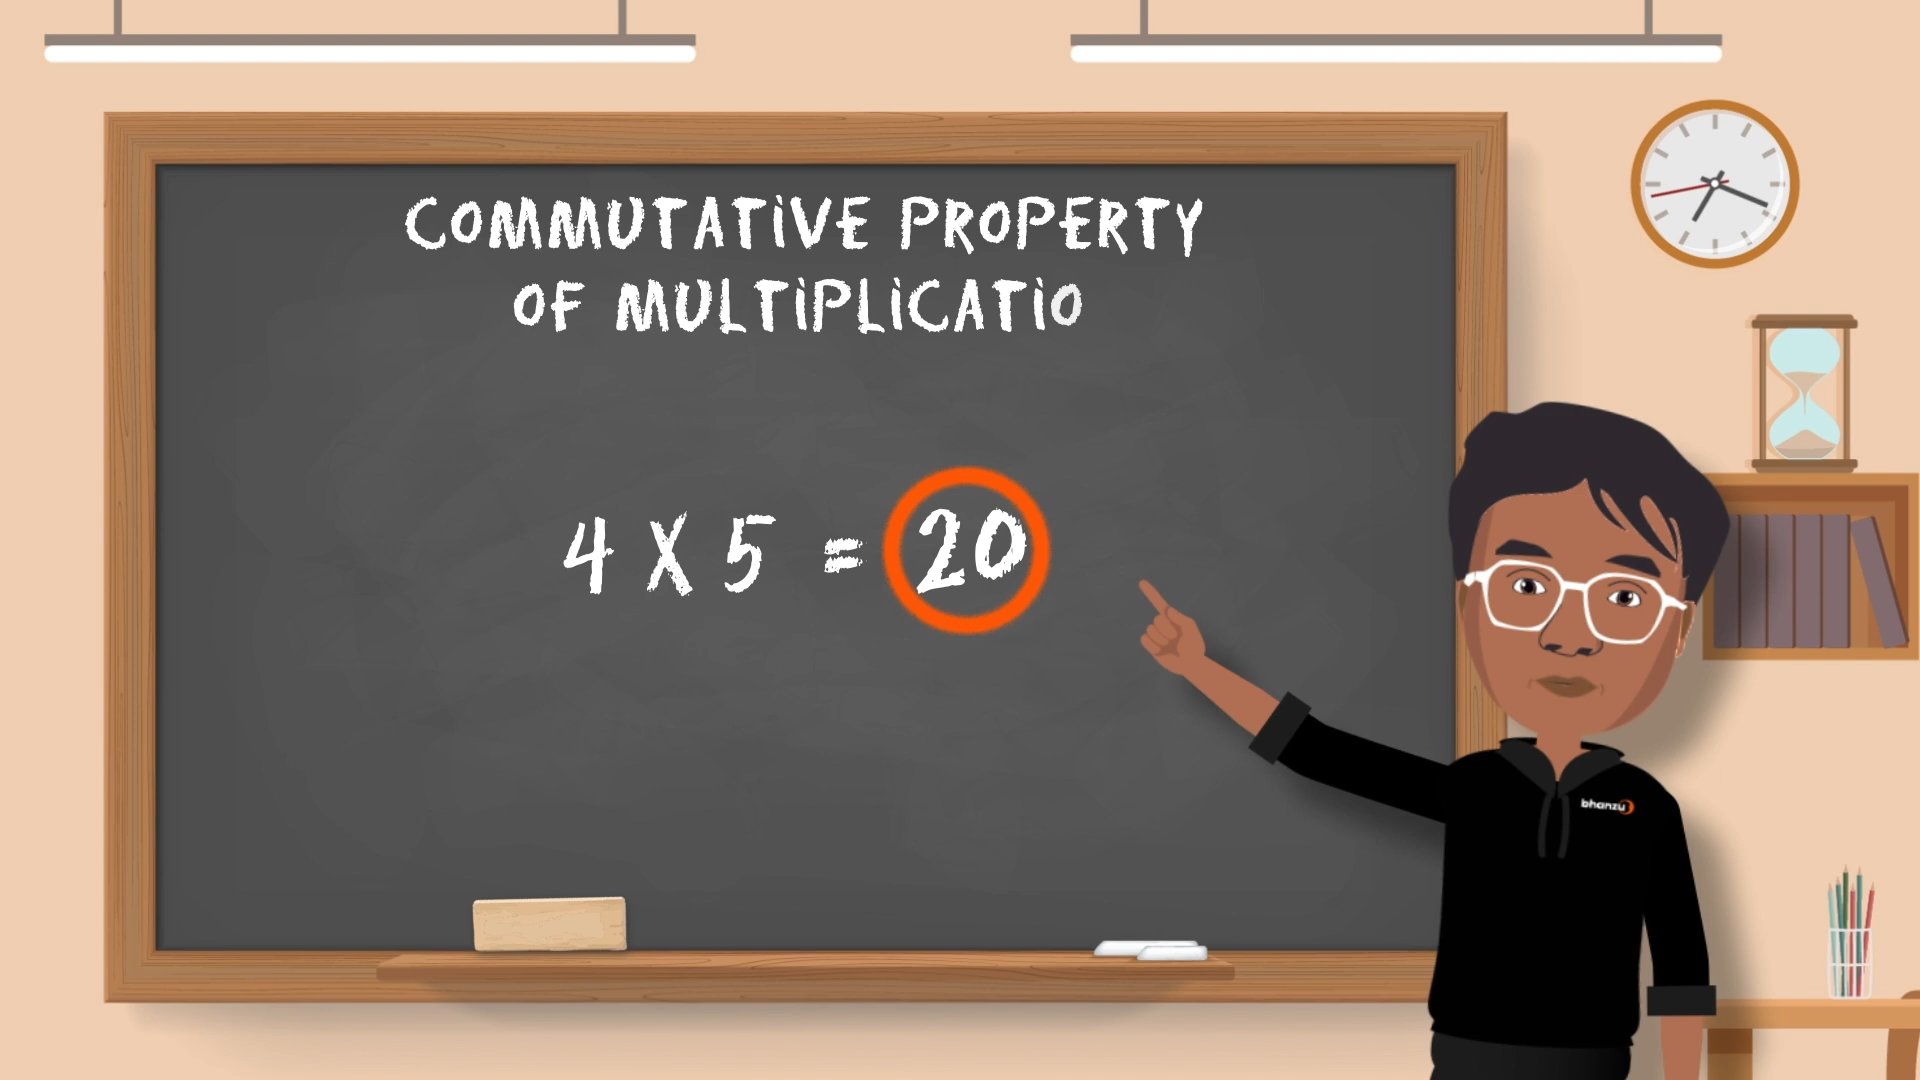 COMMUTATIVE PROPERTY
OF MULTIPLICATIO
4 X 5 = 20
bhanzu